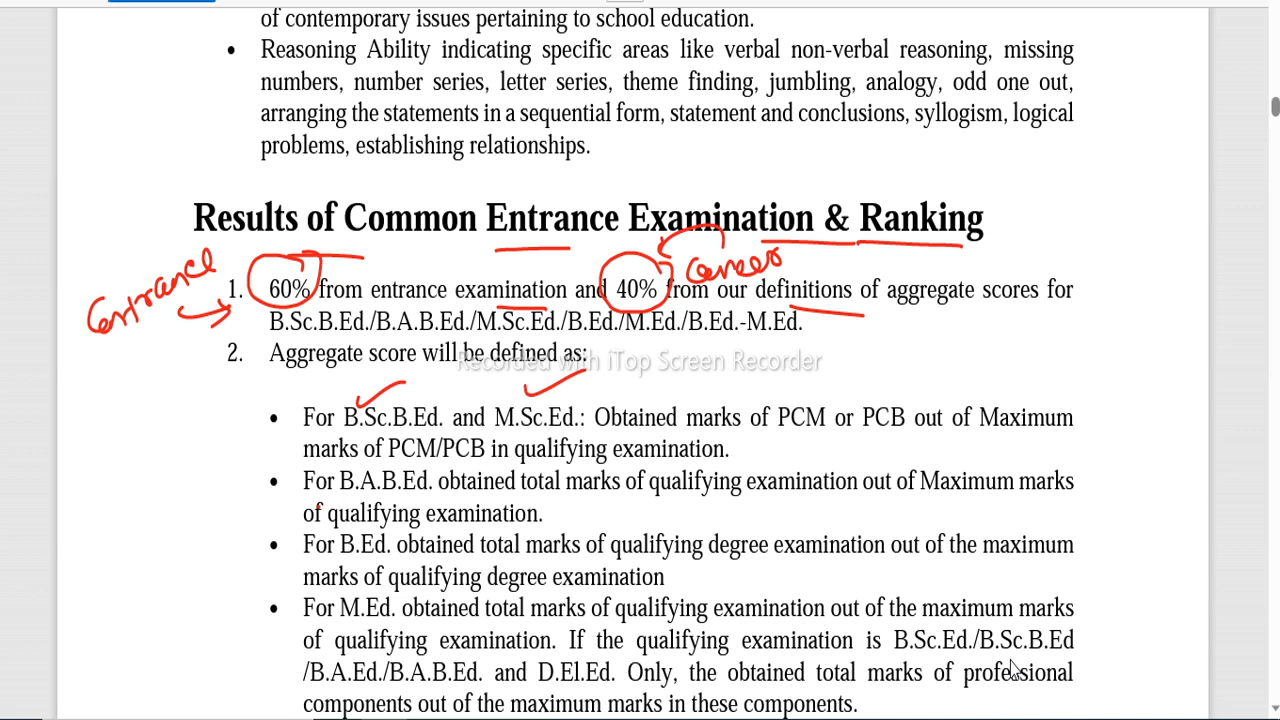 of contemporary issues pertaining to school education.
• Reasoning Ability indicating specific areas like verbal non-verbal reasoning, missing
numbers, number series, letter series, theme finding, jumbling, analogy, odd one out,
arranging the statements in a sequential form, statement and conclusions, syllogism, logical
problems, establishing relationships.
Results of Common Entrance Examination & Ranking
Entrance
1. 60% from entrance examination and 40% from our definitions of aggregate scores for
B.Sc.B.Ed./B.A.B.Ed./M.Sc.Ed./B.Ed./M.Ed./B.Ed.-M.Ed.
2. Aggregate score will be defined as:
Recorded with iTop Screen Recorder
• For B.Sc.B.Ed. and M.Sc.Ed.: Obtained marks of PCM or PCB out of Maximum
marks of PCM/PCB in qualifying examination.
• For B.A.B.Ed. obtained total marks of qualifying examination out of Maximum marks
of qualifying examination.
• For B.Ed. obtained total marks of qualifying degree examination out of the maximum
marks of qualifying degree examination
• For M.Ed. obtained total marks of qualifying examination out of the maximum marks
of qualifying examination. If the qualifying examination is B.Sc.Ed./B.Sc.B.Ed
/B.A.Ed./B.A.B.Ed. and D.El.Ed. Only, the obtained total marks of professional
components out of the maximum marks in these components.